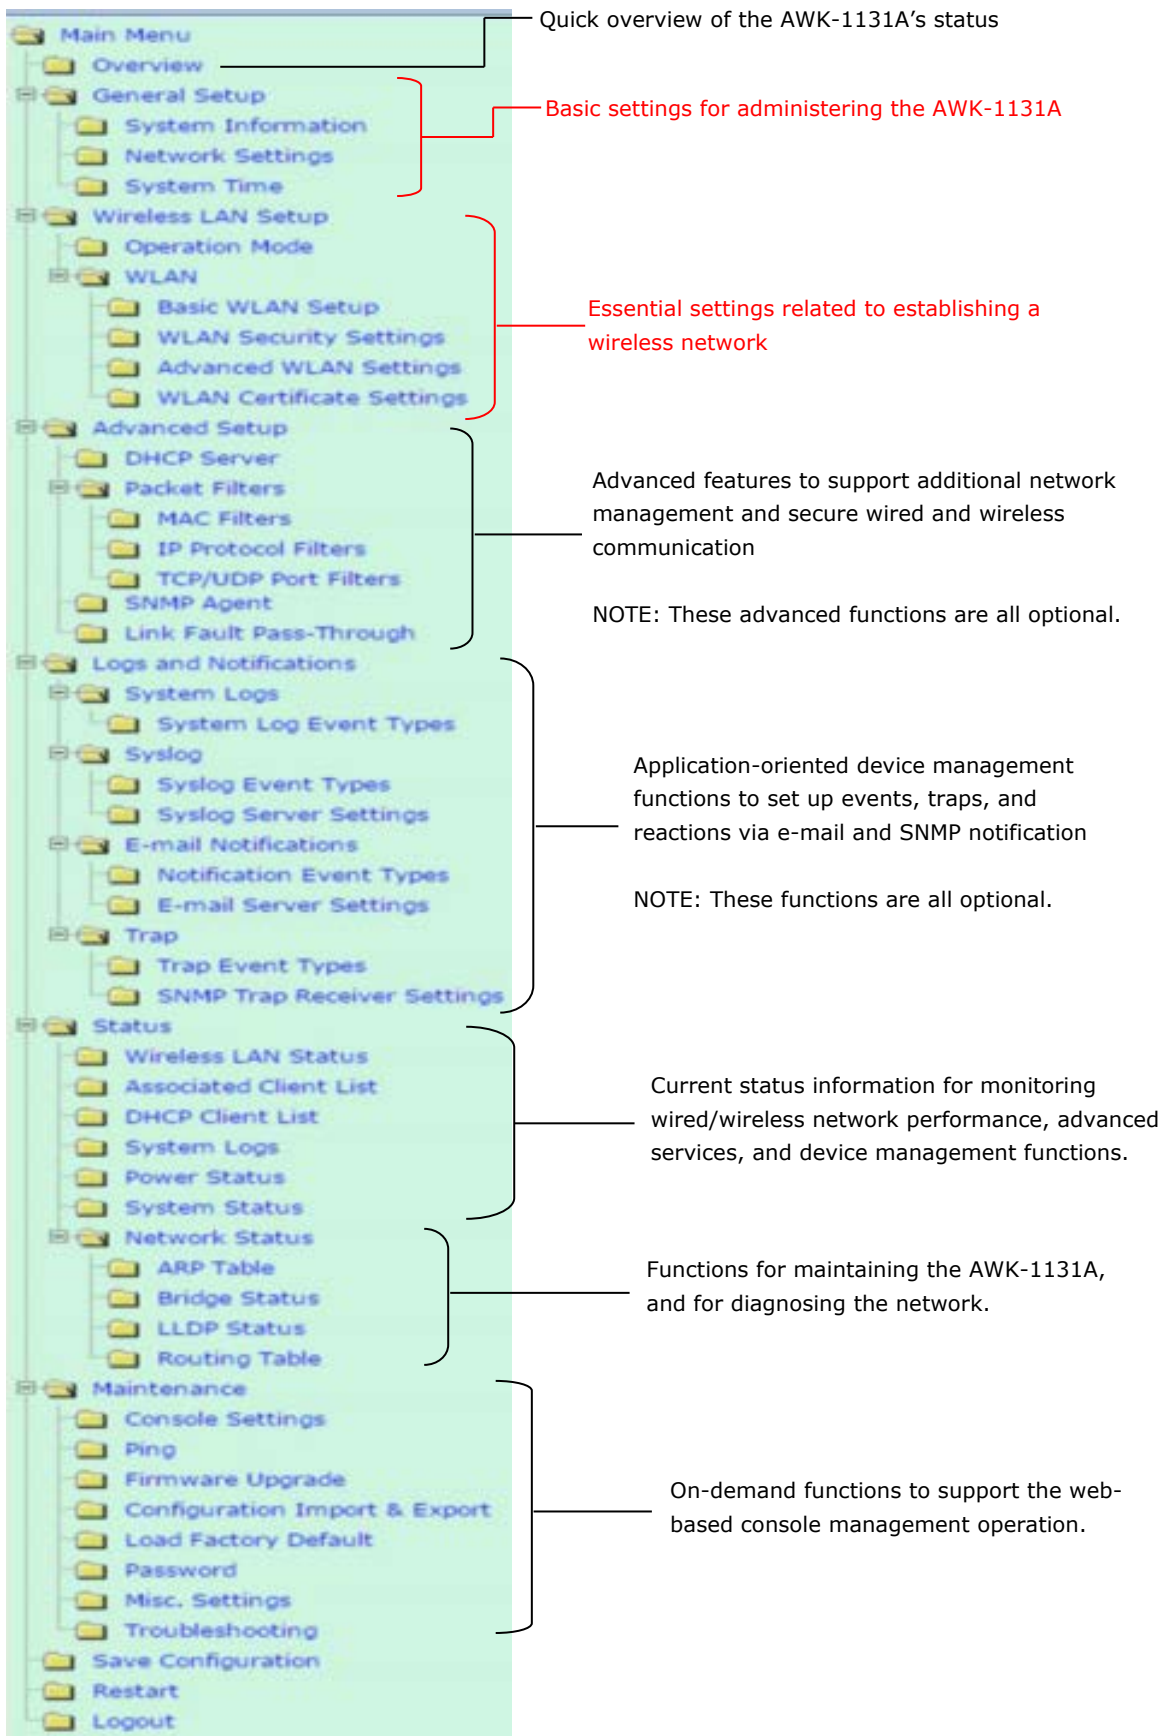 Main Menu
Overview
General Setup
System Information
Network Settings
System Time
Wireless LAN Setup
Operation Mode
WLAN
Basic WLAN Setup
WLAN Security Settings
Advanced WLAN Settings
WLAN Certificate Settings
Advanced Setup
DHCP Server
Packet Filters
MAC Filters
IP Protocol Filters
TCP/UDP Port Filters
SNMP Agent
Link Fault Pass-Through
Logs and Notifications
System Logs
System Log Event Types
Syslog
Syslog Event Types
Syslog Server Settings
E-mail Notifications
Notification Event Types
E-mail Server Settings
Trap
Trap Event Types
SNMP Trap Receiver Settings
Status
Wireless LAN Status
Associated Client List
DHCP Client List
System Logs
Power Status
System Status
Network Status
ARP Table
Bridge Status
LLDP Status
Routing Table
Maintenance
Console Settings
Ping
Firmware Upgrade
Configuration Import & Export
Load Factory Default
Password
Misc. Settings
Troubleshooting
Save Configuration
Restart
Logout
Quick overview of the AWK-1131A’s status
Basic settings for administering the AWK-1131A
Essential settings related to establishing a
wireless network
Advanced features to support additional network
management and secure wired and wireless
communication
NOTE: These advanced functions are all optional.
Application-oriented device management
functions to set up events, traps, and
reactions via e-mail and SNMP notification
NOTE: These functions are all optional.
Current status information for monitoring
wired/wireless network performance, advanced
services, and device management functions.
Functions for maintaining the AWK-1131A,
and for diagnosing the network.
On-demand functions to support the web-
based console management operation.